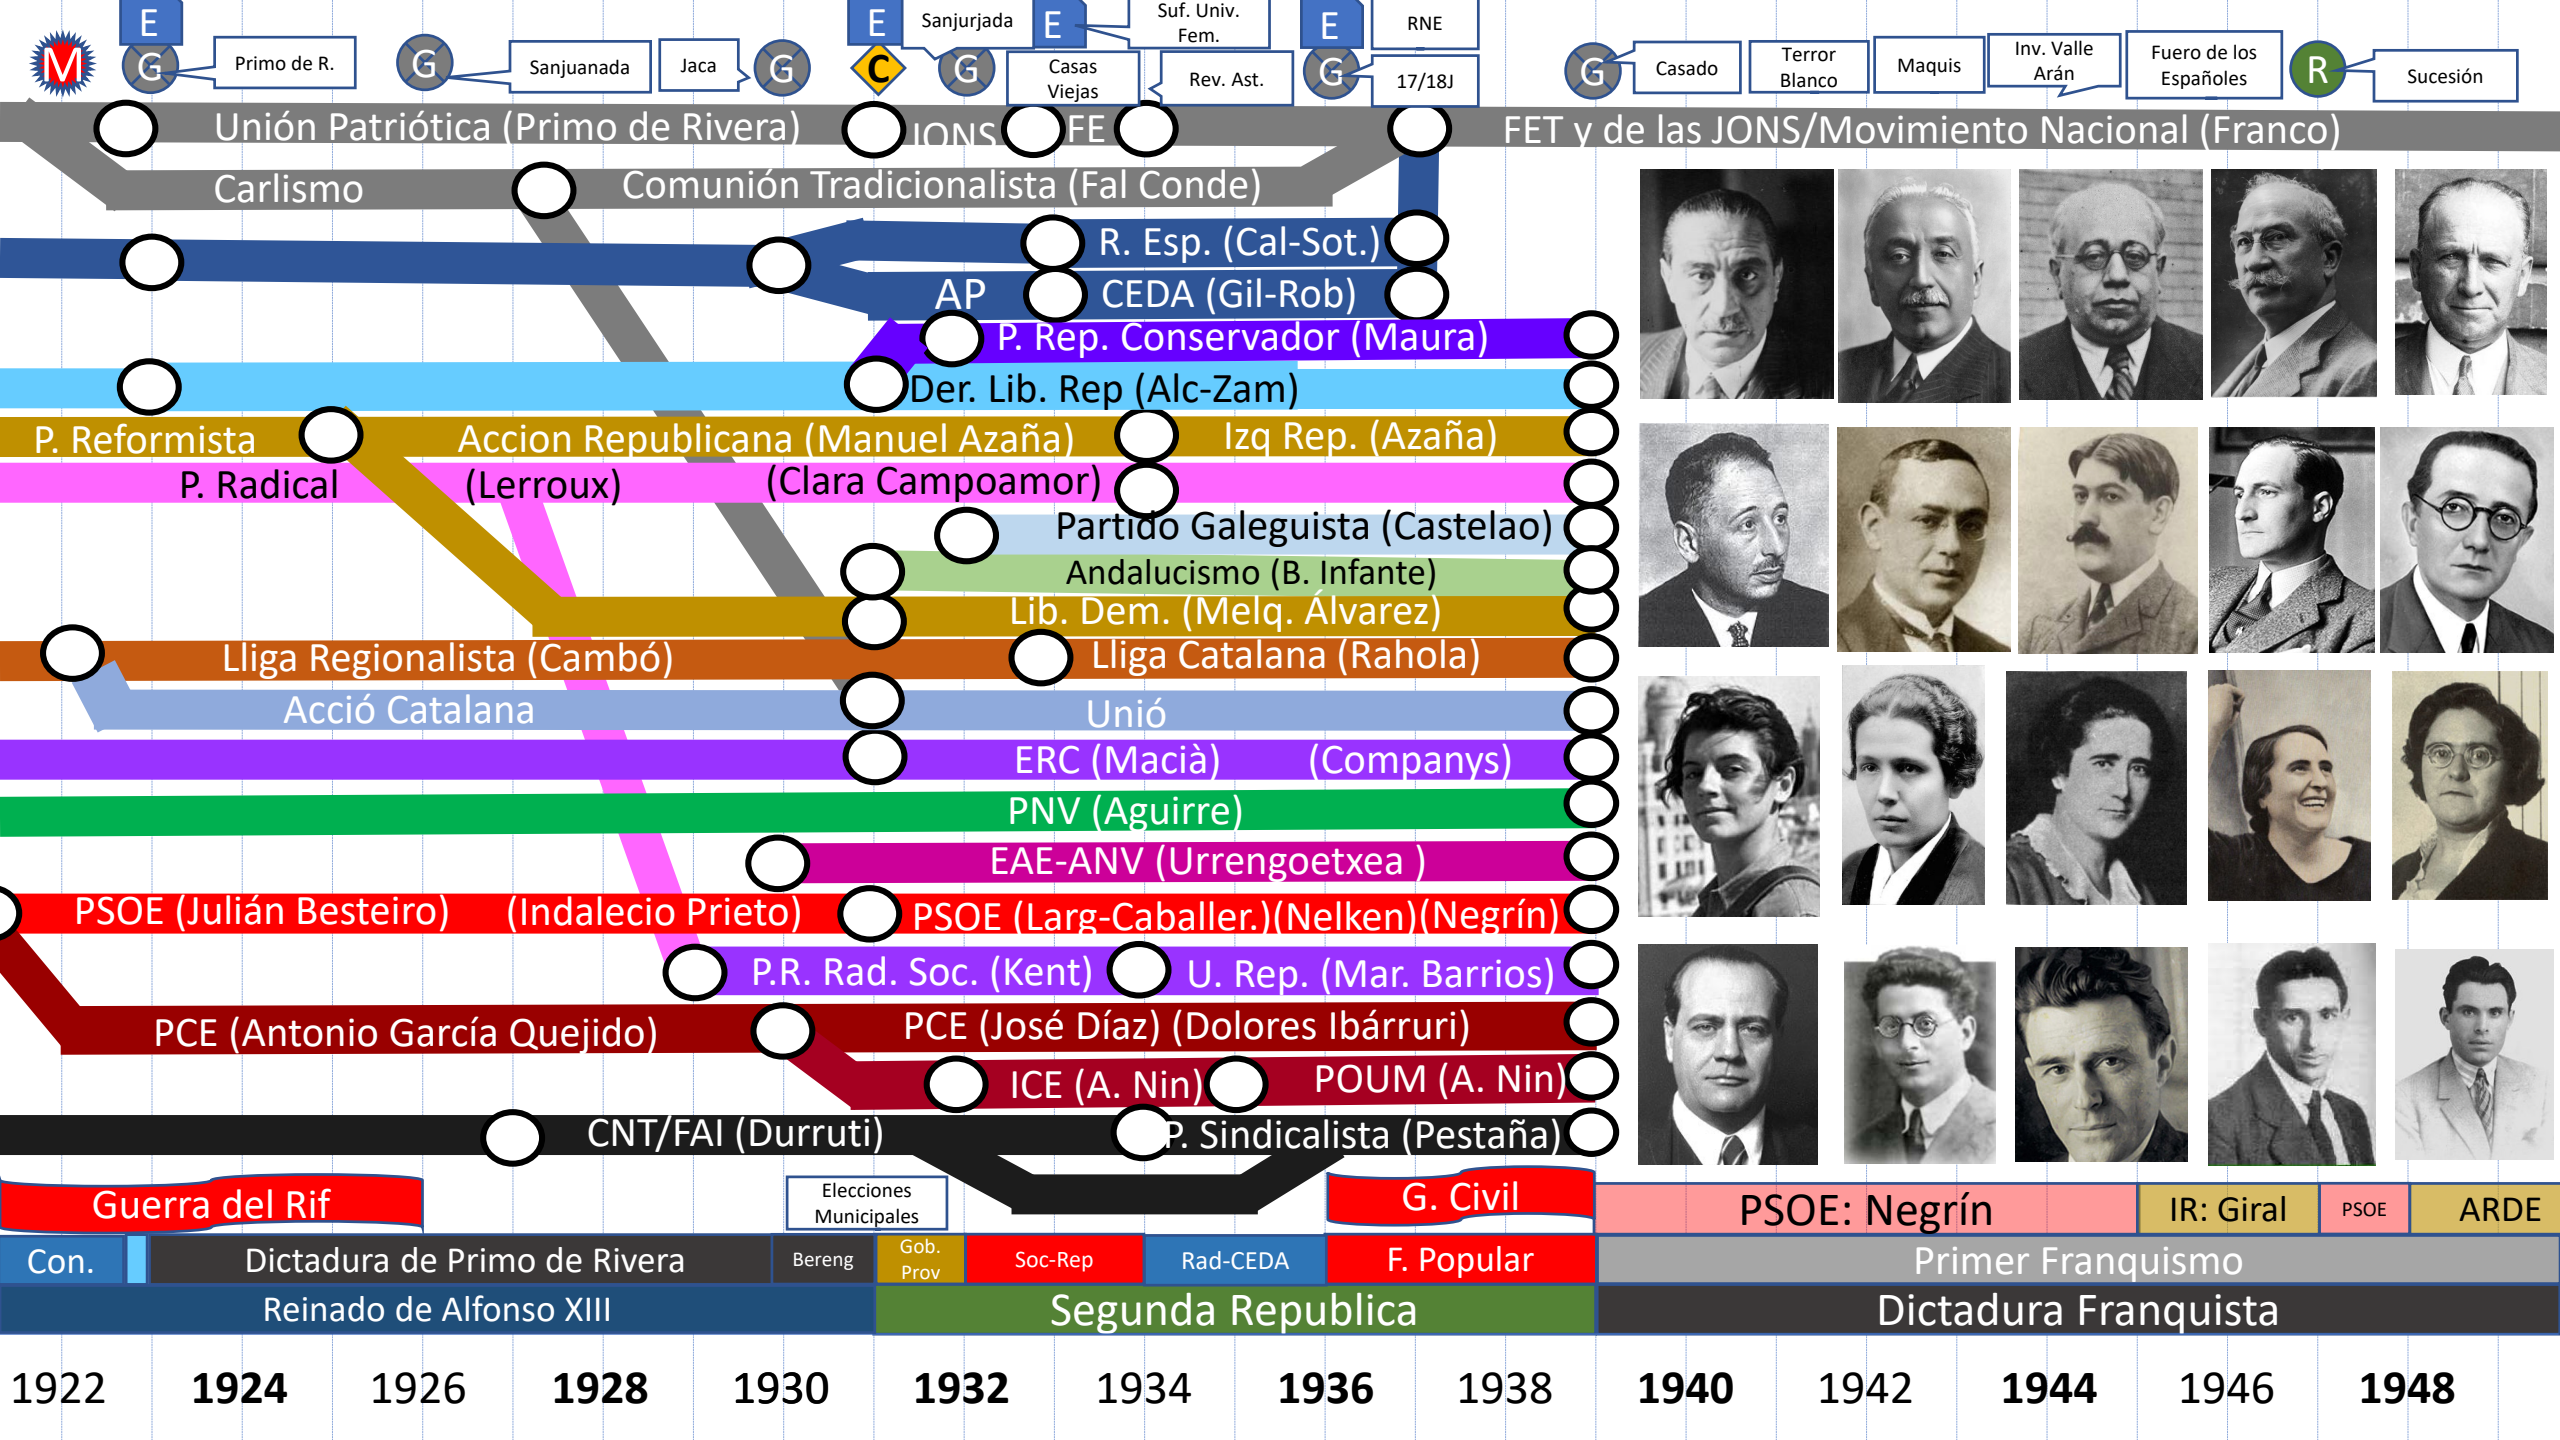 E
E
Sanjurjada
E
Suf. Univ.
Fem.
E
RNE
M
G
Primo de R.
G
Sanjuanada
Jaca
G
C
G
Casas
Viejas
Rev. Ast.
G
17/18J
G
Casado
Terror
Blanco
Maquis
Inv. Valle
Arán
Fuero de los
Españoles
R
Sucesión
Unión Patriótica (Primo de Rivera)
JONS
FE
FET y de las JONS/Movimiento Nacional (Franco)
Carlismo
Comunión Tradicionalista (Fal Conde)
R. Esp. (Cal-Sot.)
AP
CEDA (Gil-Rob)
P. Rep. Conservador (Maura)
Der. Lib. Rep (Alc-Zam)
P. Reformista
Accion Republicana (Manuel Azaña)
Izq Rep. (Azaña)
P. Radical
(Lerroux)
(Clara Campoamor)
Partido Galeguista (Castelao)
Andalucismo (B. Infante)
Lib. Dem. (Melq. Álvarez)
Lliga Regionalista (Cambó)
Lliga Catalana (Rahola)
Acció Catalana
Unió
ERC (Macià)
(Companys)
PNV (Aguirre)
EAE-ANV (Urrengoetxea )
PSOE (Julián Besteiro)
(Indalecio Prieto)
PSOE (Larg-Caballer.)(Nelken)(Negrín)
P.R. Rad. Soc. (Kent)
U. Rep. (Mar. Barrios)
PCE (Antonio García Quejido)
PCE (José Díaz) (Dolores Ibárruri)
ICE (A. Nin)
POUM (A. Nin)
CNT/FAI (Durruti)
P. Sindicalista (Pestaña)
Guerra del Rif
Elecciones
Municipales
G. Civil
PSOE: Negrín
IR: Giral
PSOE
ARDE
Con.
Dictadura de Primo de Rivera
Bereng
Gob.
Prov
Soc-Rep
Rad-CEDA
F. Popular
Primer Franquismo
Reinado de Alfonso XIII
Segunda Republica
Dictadura Franquista
1922
1924
1926
1928
1930
1932
1934
1936
1938
1940
1942
1944
1946
1948